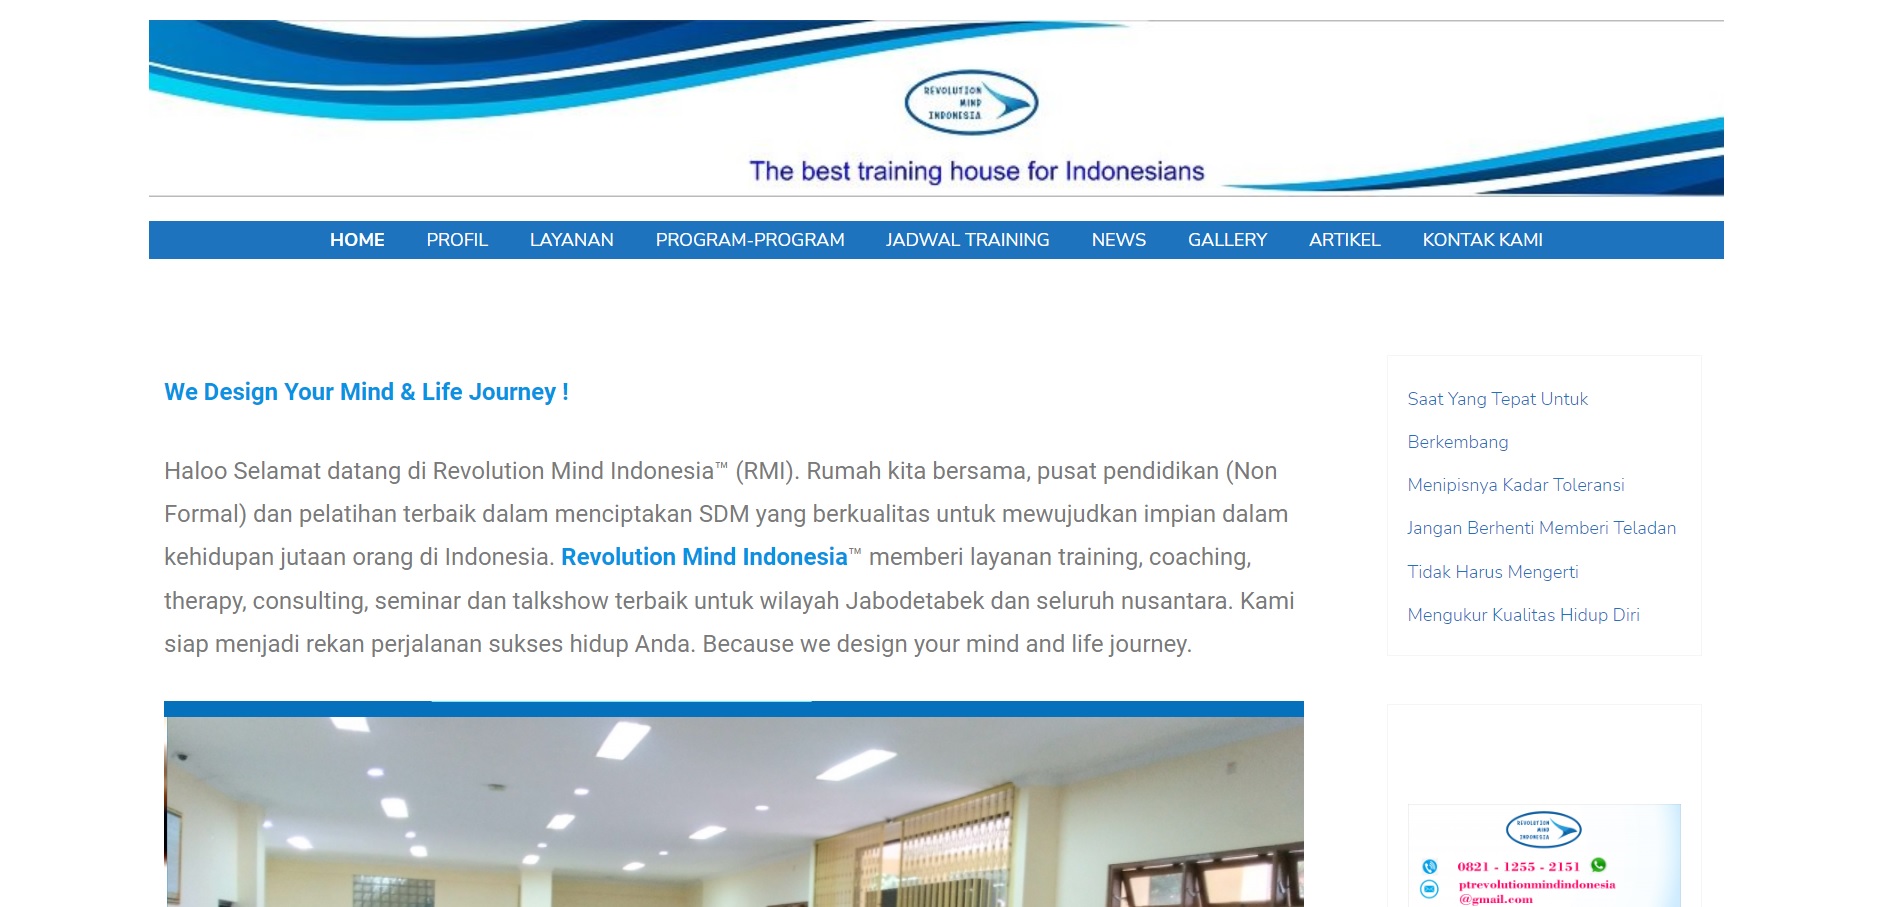 REVOLUTION
MIND
INDONESIA
The best training house for Indonesians
HOME PROFIL LAYANAN PROGRAM-PROGRAM JADWAL TRAINING NEWS GALLERY ARTIKEL KONTAK KAMI
We Design Your Mind & Life Journey !
Haloo Selamat datang di Revolution Mind Indonesia™ (RMI). Rumah kita bersama, pusat pendidikan (Non
Formal) dan pelatihan terbaik dalam menciptakan SDM yang berkualitas untuk mewujudkan impian dalam
kehidupan jutaan orang di Indonesia. Revolution Mind Indonesia™ memberi layanan training, coaching,
therapy, consulting, seminar dan talkshow terbaik untuk wilayah Jabodetabek dan seluruh nusantara. Kami
siap menjadi rekan perjalanan sukses hidup Anda. Because we design your mind and life journey.
Saat Yang Tepat Untuk
Berkembang
Menipisnya Kadar Toleransi
Jangan Berhenti Memberi Teladan
Tidak Harus Mengerti
Mengukur Kualitas Hidup Diri
REVOLUTION
MIND
INDONESIA
0821 - 1255 - 2151
ptrevolutionmindindonesia
@gmail.com